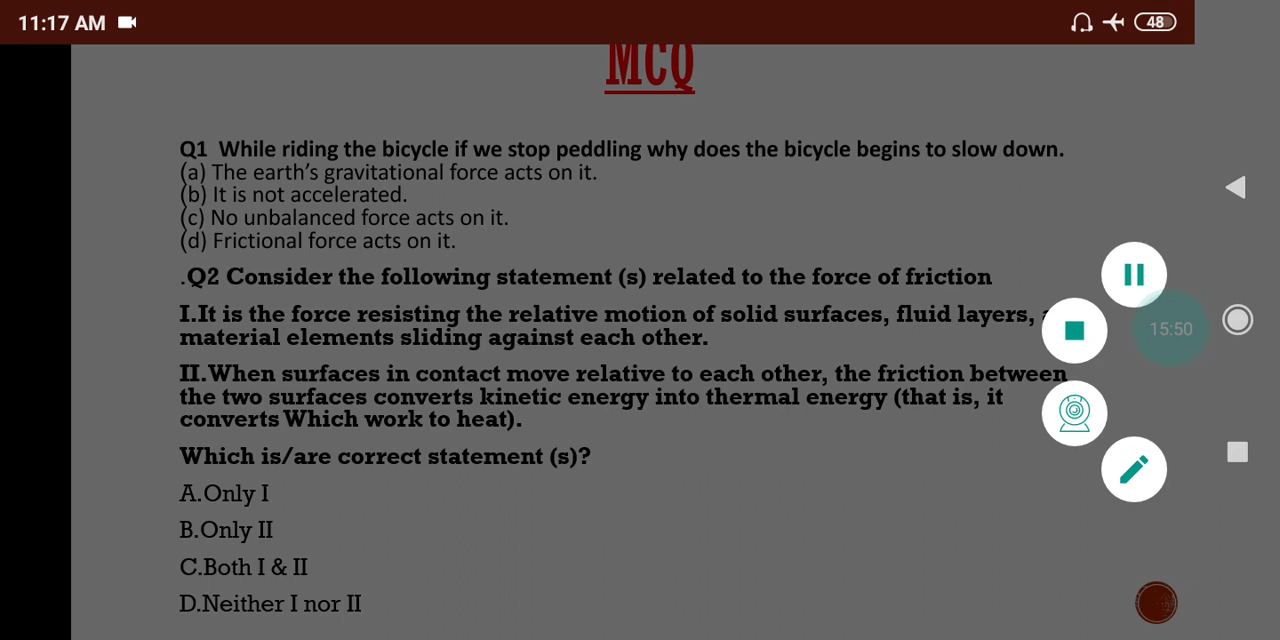 11:17 AM
48
MCQ
Q1 While riding the bicycle if we stop peddling why does the bicycle begins to slow down.
(a) The earth's gravitational force acts on it.
(b) It is not accelerated.
(c) No unbalanced force acts on it.
(d) Frictional force acts on it.
.Q2 Consider the following statement (s) related to the force of friction
I.It is the force resisting the relative motion of solid surfaces, fluid layers,
material elements sliding against each other.
15:50
II.When surfaces in contact move relative to each other, the friction between
the two surfaces converts kinetic energy into thermal energy (that is, it
converts Which work to heat).
Which is/are correct statement (s)?
A.Only I
B.Only II
C.Both I & II
D.Neither I nor II